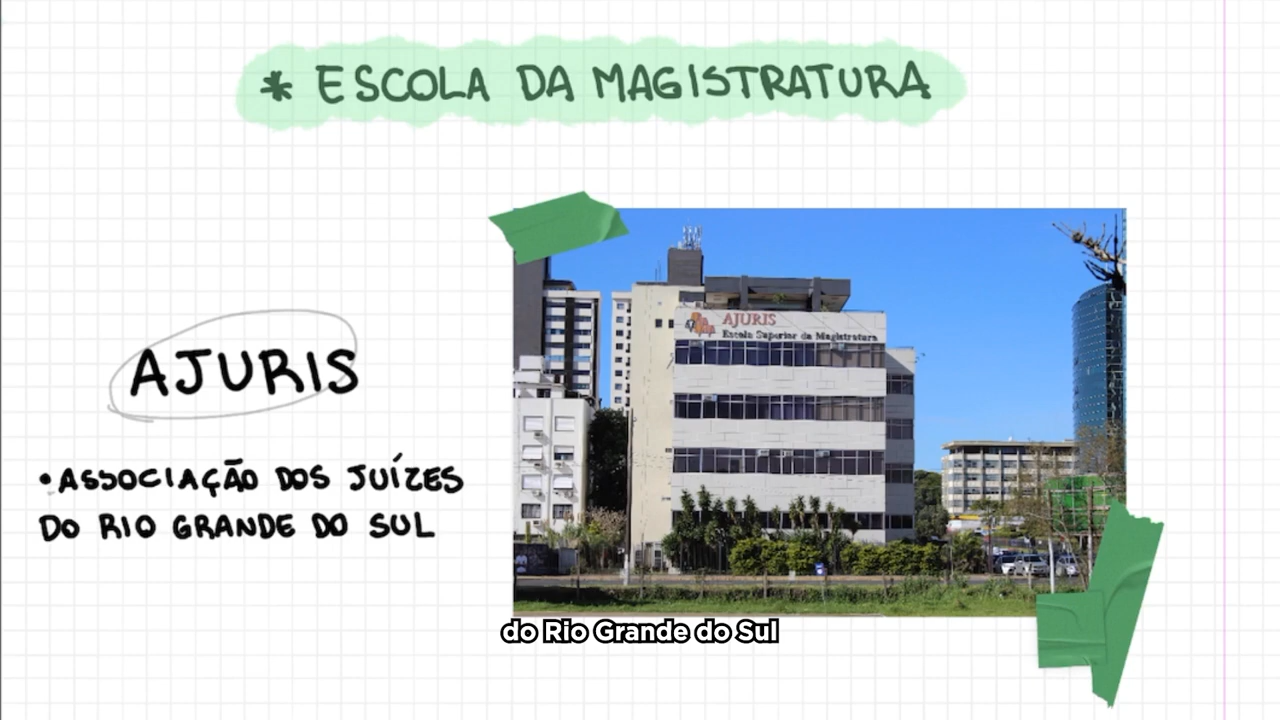 * ESCOLA DA MAGISTRATURA
AJURIS
• ASSOCIAÇÃO DOS JUÍZES
DO RIO GRANDE DO SUL
AJURIS
Escola Superior da Magistratura
do Rio Grande do Sul